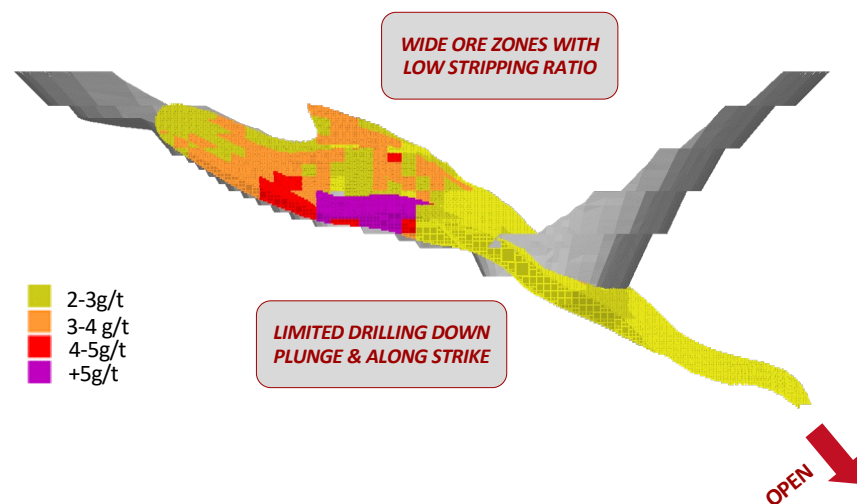 WIDE ORE ZONES WITH
LOW STRIPPING RATIO
2-3g/t
3-4 g/t
4-5g/t
+5g/t
LIMITED DRILLING DOWN
PLUNGE & ALONG STRIKE
OPEN